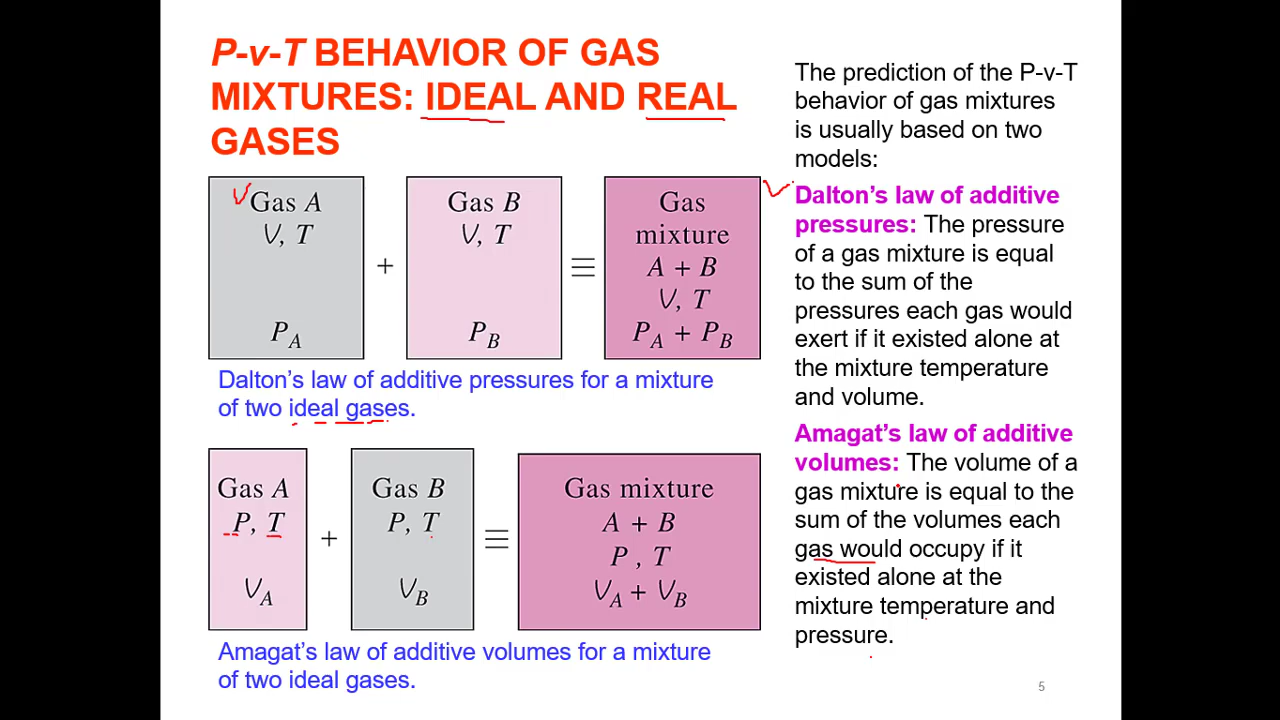 P-v-T BEHAVIOR OF GAS
MIXTURES: IDEAL AND REAL
GASES
Gas A
V, T
P_A
+
Gas B
V, T
P_B
≡
Gas
mixture
A + B
V, T
P_A + P_B
Dalton's law of additive pressures for a mixture
of two ideal gases.
Gas A
P, T
V_A
+
Gas B
P, T
V_B
≡
Gas mixture
A + B
P , T
V_A + V_B
Amagat's law of additive volumes for a mixture
of two ideal gases.
The prediction of the P-v-T
behavior of gas mixtures
is usually based on two
models:
Dalton's law of additive
pressures: The pressure
of a gas mixture is equal
to the sum of the
pressures each gas would
exert if it existed alone at
the mixture temperature
and volume.
Amagat's law of additive
volumes: The volume of a
gas mixture is equal to the
sum of the volumes each
gas would occupy if it
existed alone at the
mixture temperature and
pressure.
5